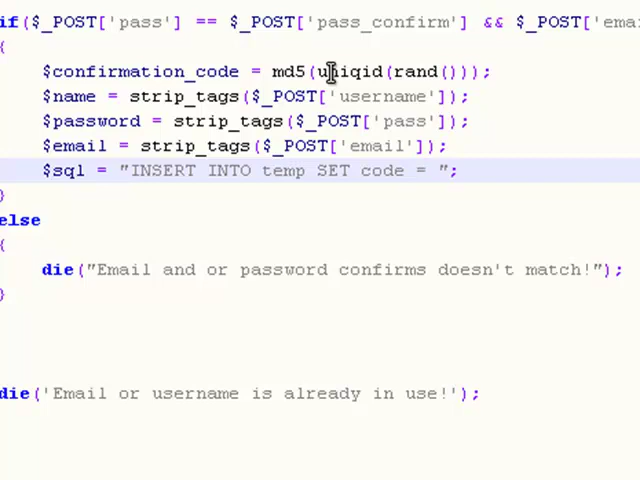 if($_POST['pass'] == $_POST['pass_confirm'] && $_POST['emai
{
$confirmation_code = md5(uniqid(rand()));
$name = strip_tags($_POST['username']);
$password = strip_tags($_POST['pass']);
$email = strip_tags($_POST['email']);
$sql = "INSERT INTO temp SET code = ";
}
else
{
die("Email and or password confirms doesn't match!");
}
die('Email or username is already in use!');